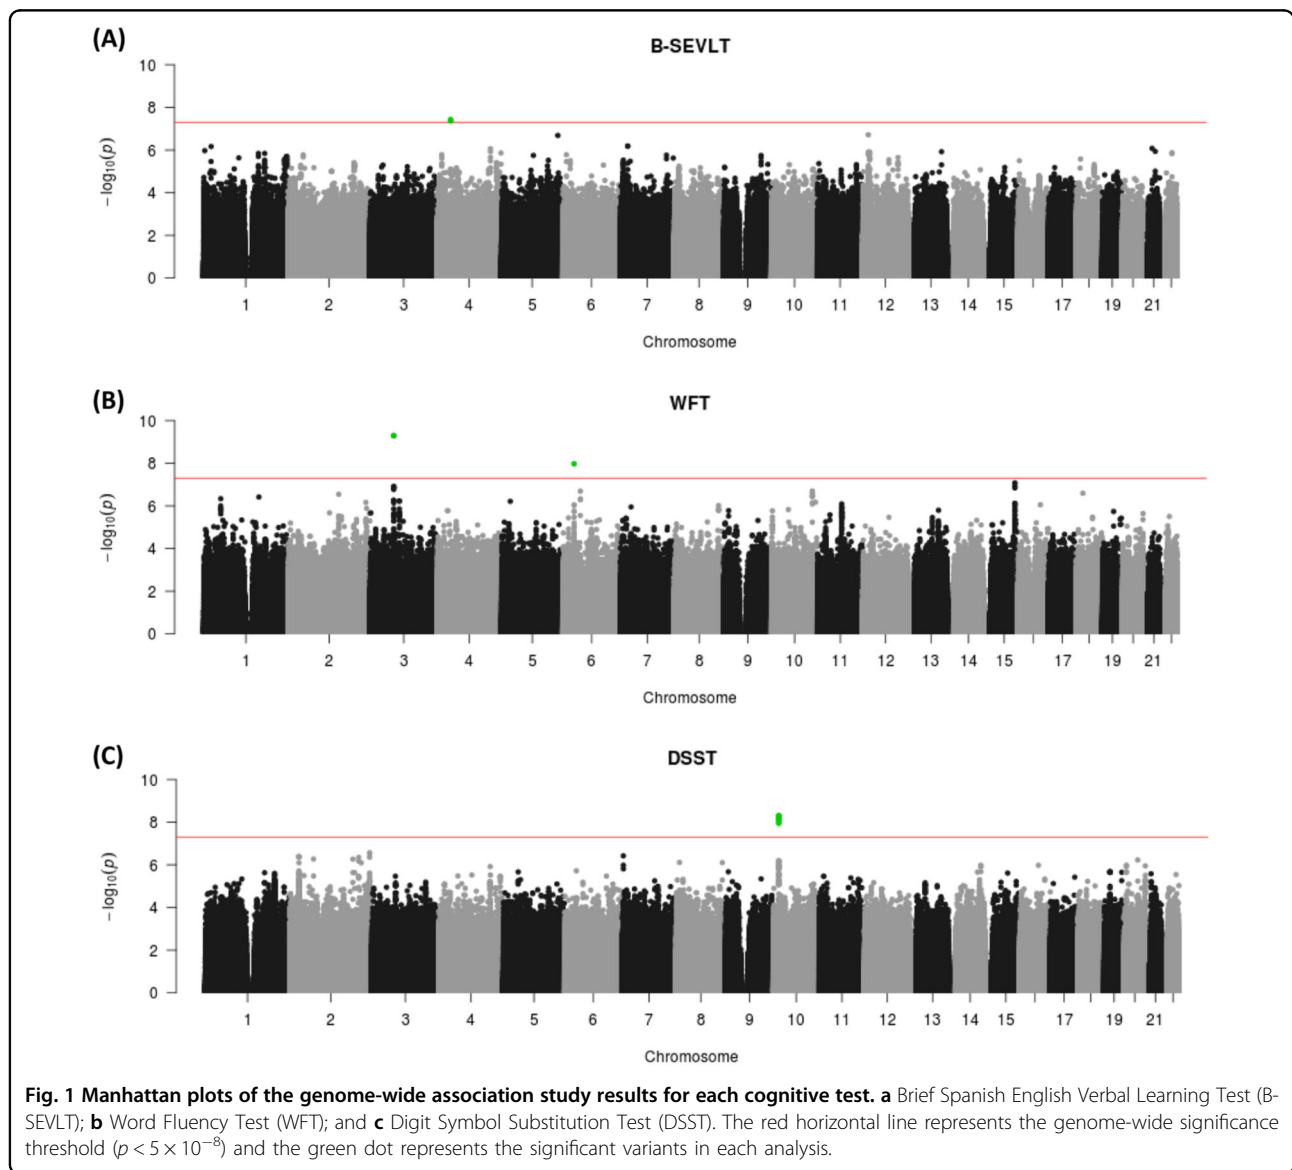 (A)
B-SEVLT
10
8
6
4
2
0
−log10(p)
1 2 3 4 5 6 7 8 9 10 11 12 13 14 15 17 19 21
Chromosome
(B)
WFT
10
8
6
4
2
0
−log10(p)
1 2 3 4 5 6 7 8 9 10 11 12 13 14 15 17 19 21
Chromosome
(C)
DSST
10
8
6
4
2
0
−log10(p)
1 2 3 4 5 6 7 8 9 10 11 12 13 14 15 17 19 21
Chromosome
Fig. 1 Manhattan plots of the genome-wide association study results for each cognitive test. a Brief Spanish English Verbal Learning Test (B-
SEVLT); b Word Fluency Test (WFT); and c Digit Symbol Substitution Test (DSST). The red horizontal line represents the genome-wide significance
threshold (p < 5 × 10⁻⁸) and the green dot represents the significant variants in each analysis.